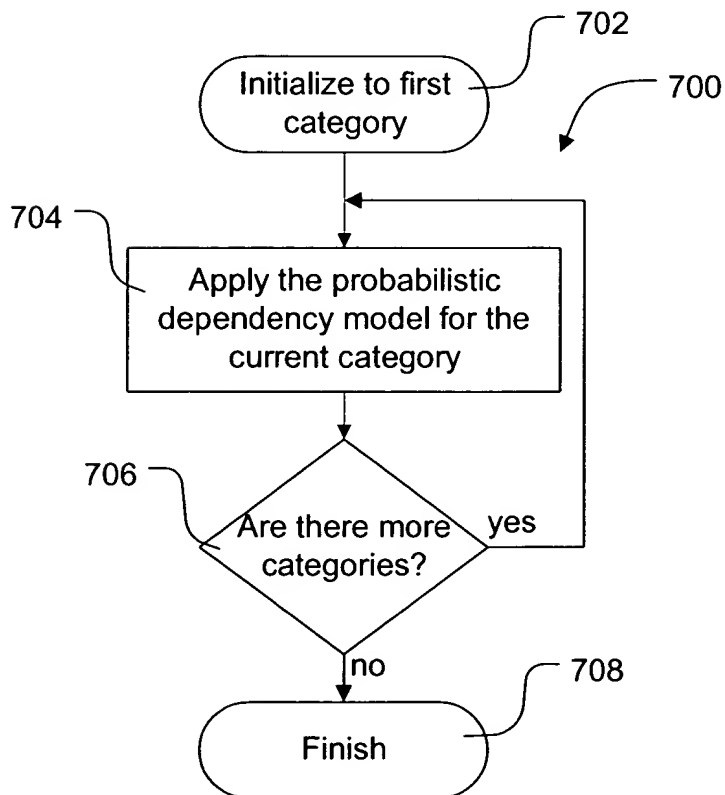 702
Initialize to first
category
700
704
Apply the probabilistic
dependency model for the
current category
706
Are there more
categories?
yes
no
708
Finish